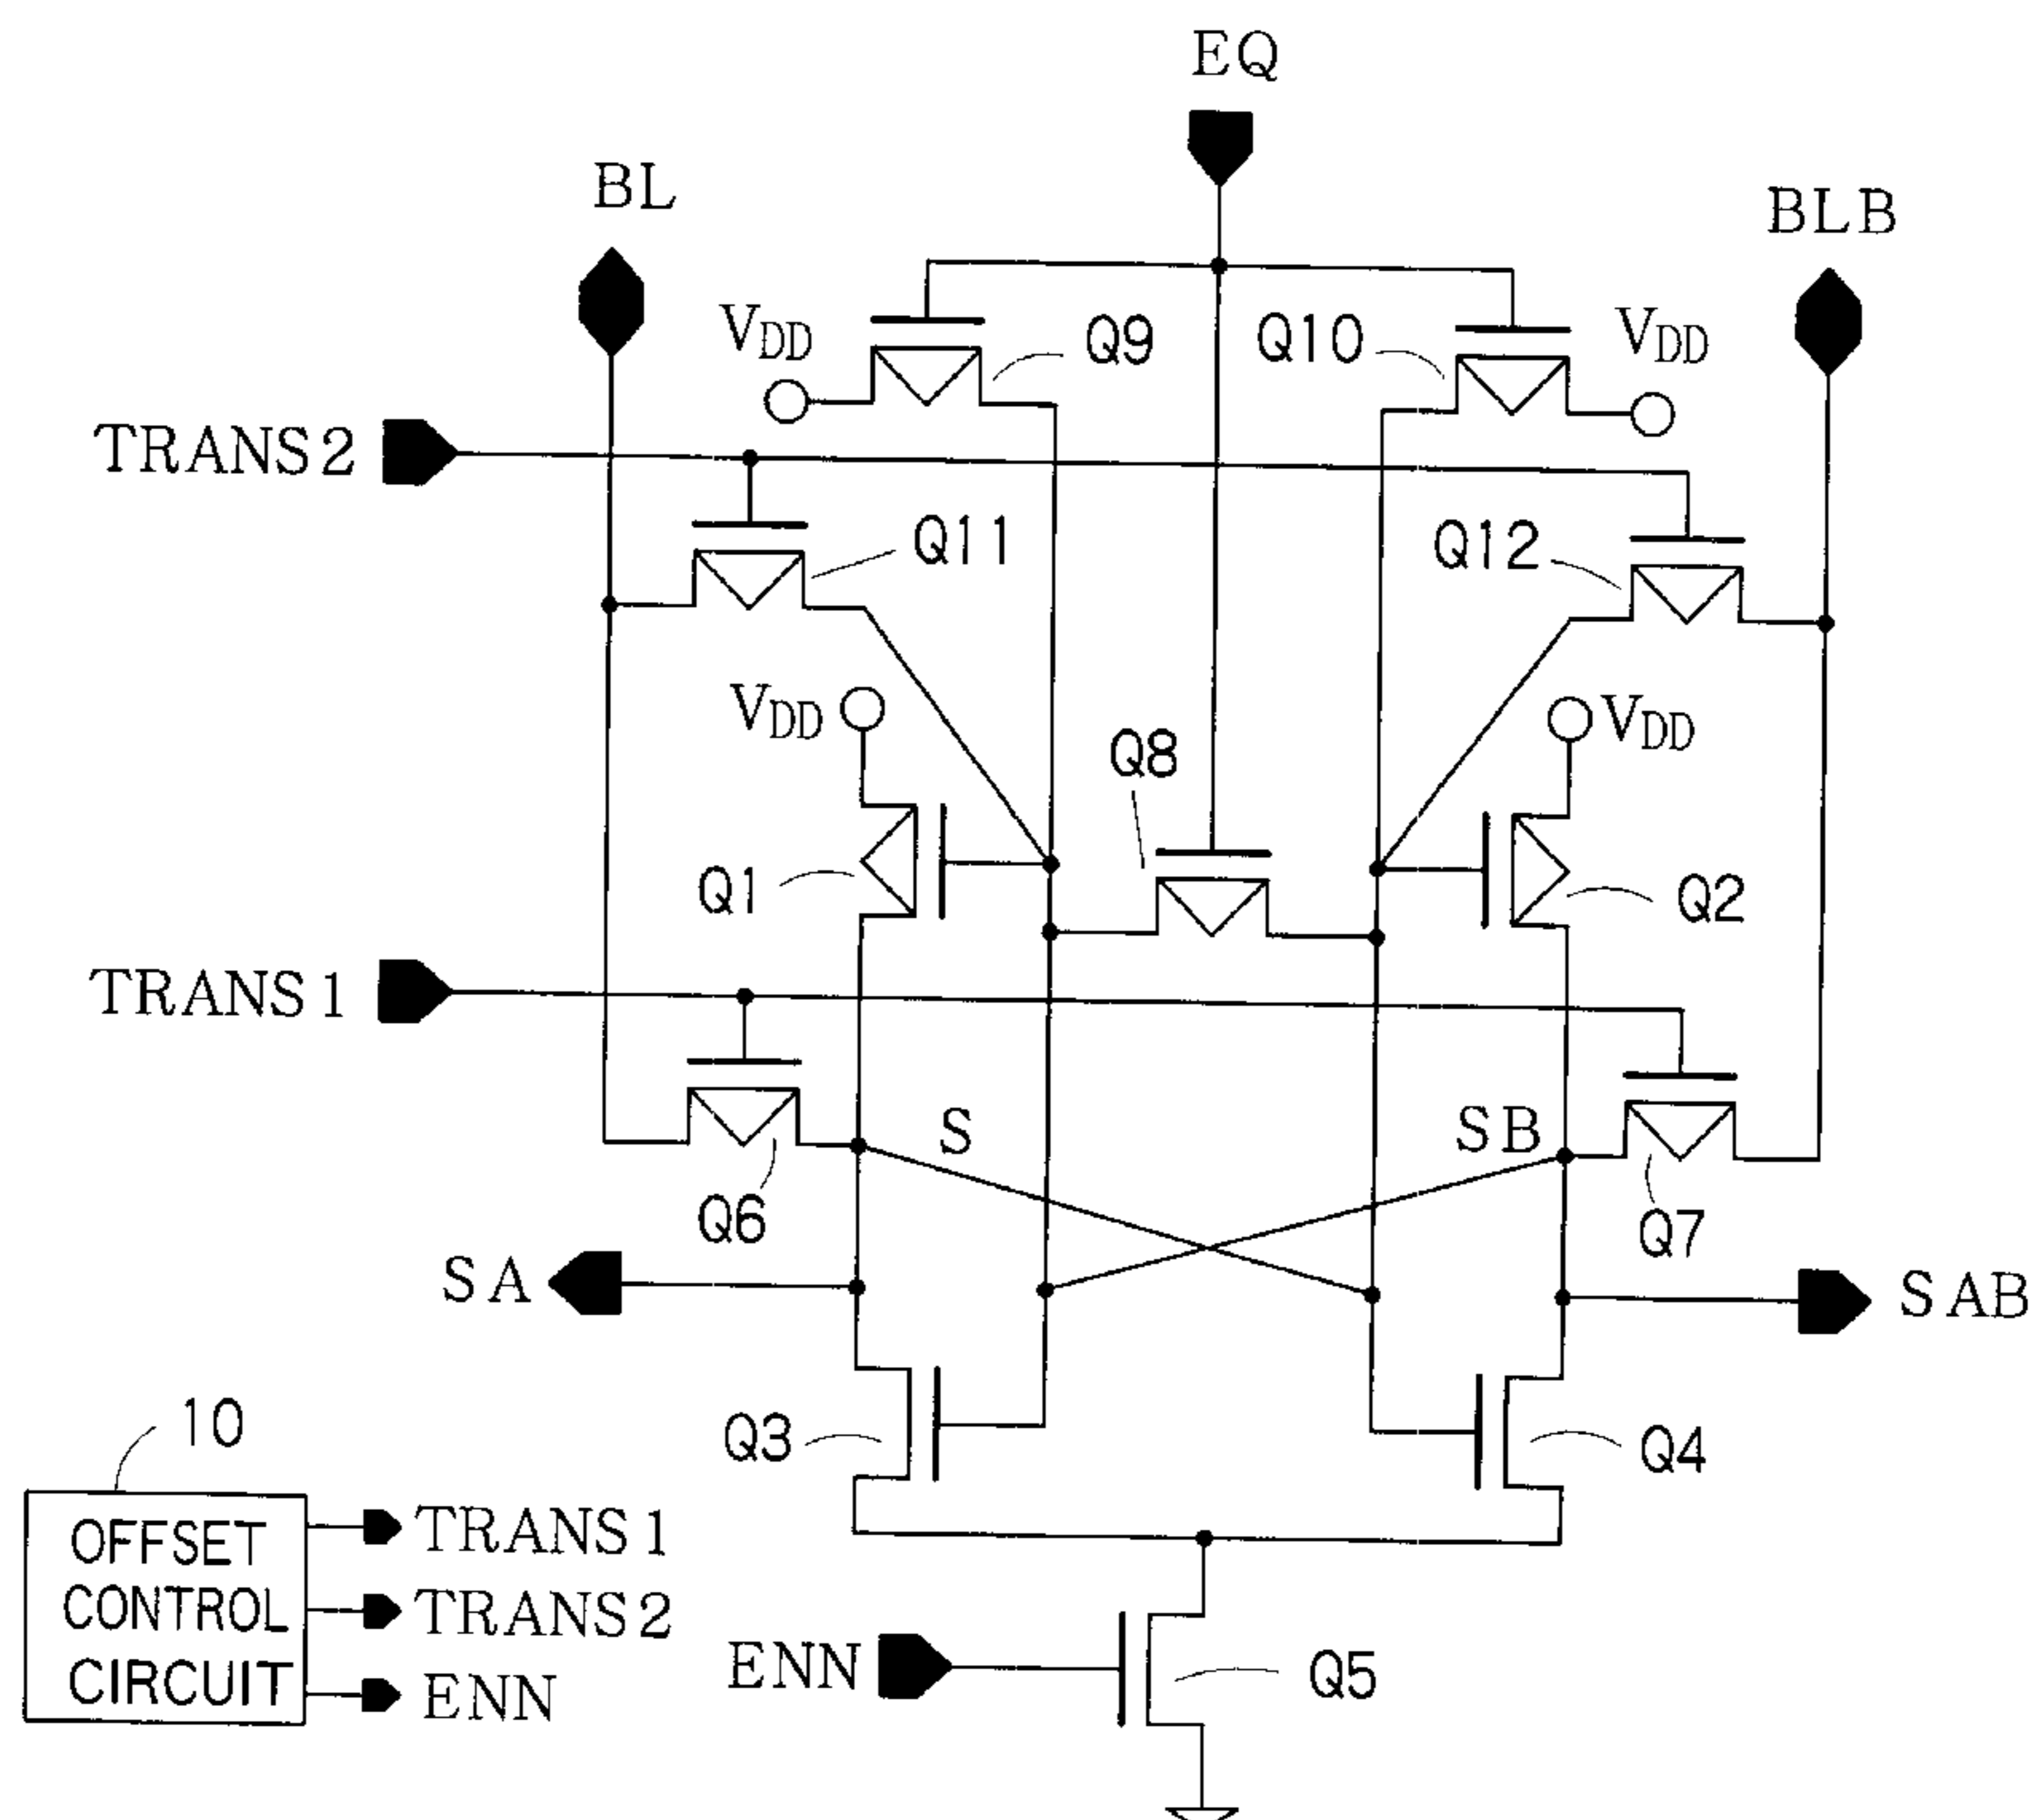 EQ
BL
BLB
VDD
Q9
Q10
VDD
TRANS2
Q11
Q12
VDD
Q8
VDD
Q1
Q2
TRANS1
S
SB
Q6
Q7
SA
SAB
Q3
Q4
10
OFFSET
CONTROL
CIRCUIT
TRANS1
TRANS2
ENN
ENN
Q5